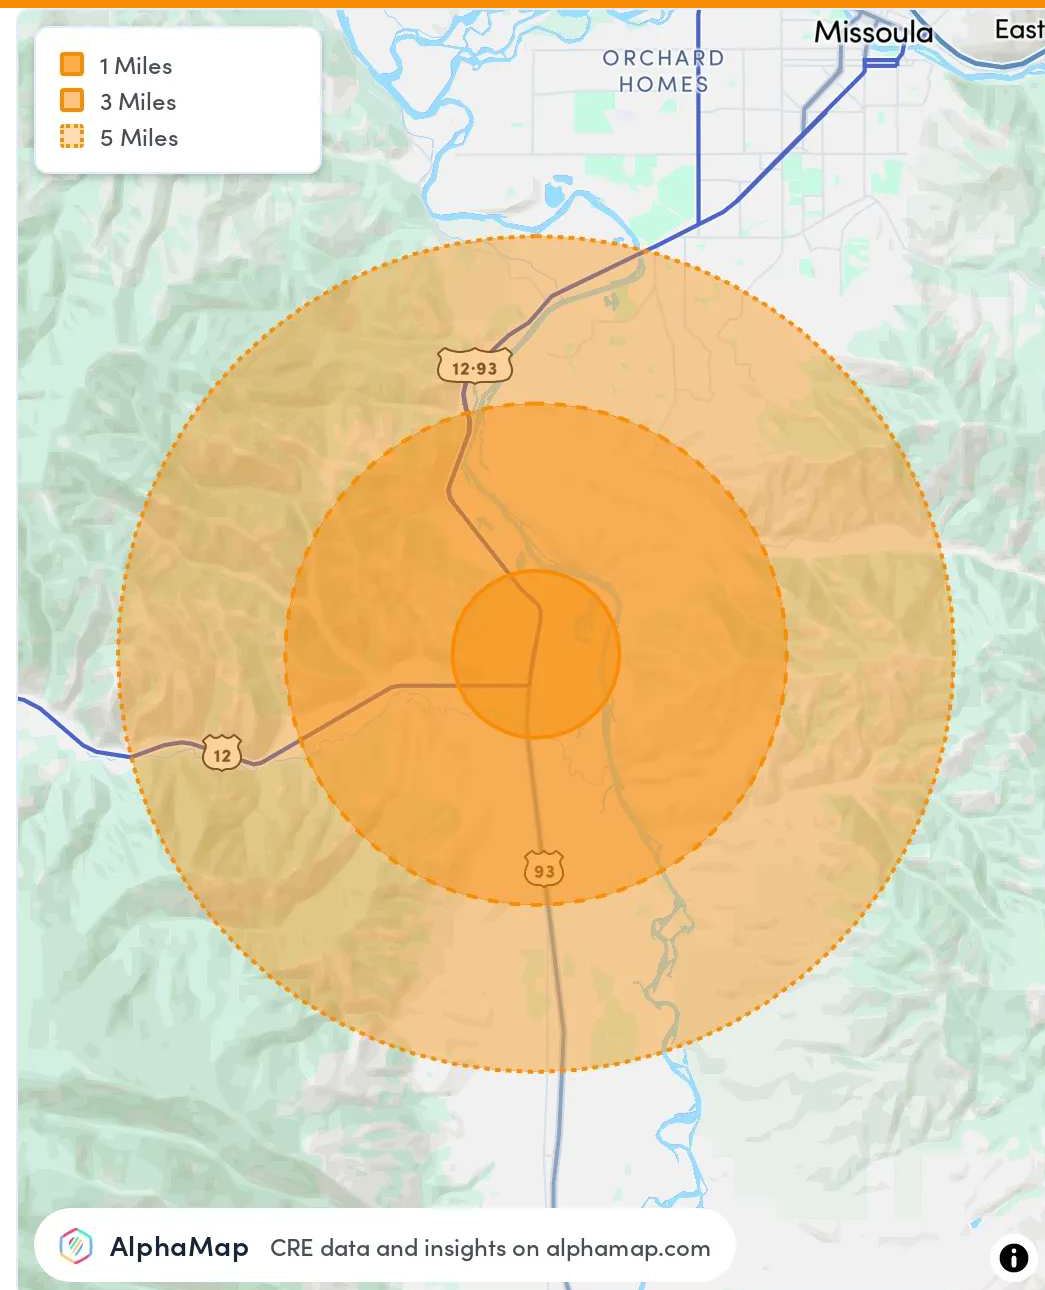 1 Miles
3 Miles
5 Miles
Missoula
East
ORCHARD
HOMES
12·93
12
93
AlphaMap CRE data and insights on alphamap.com